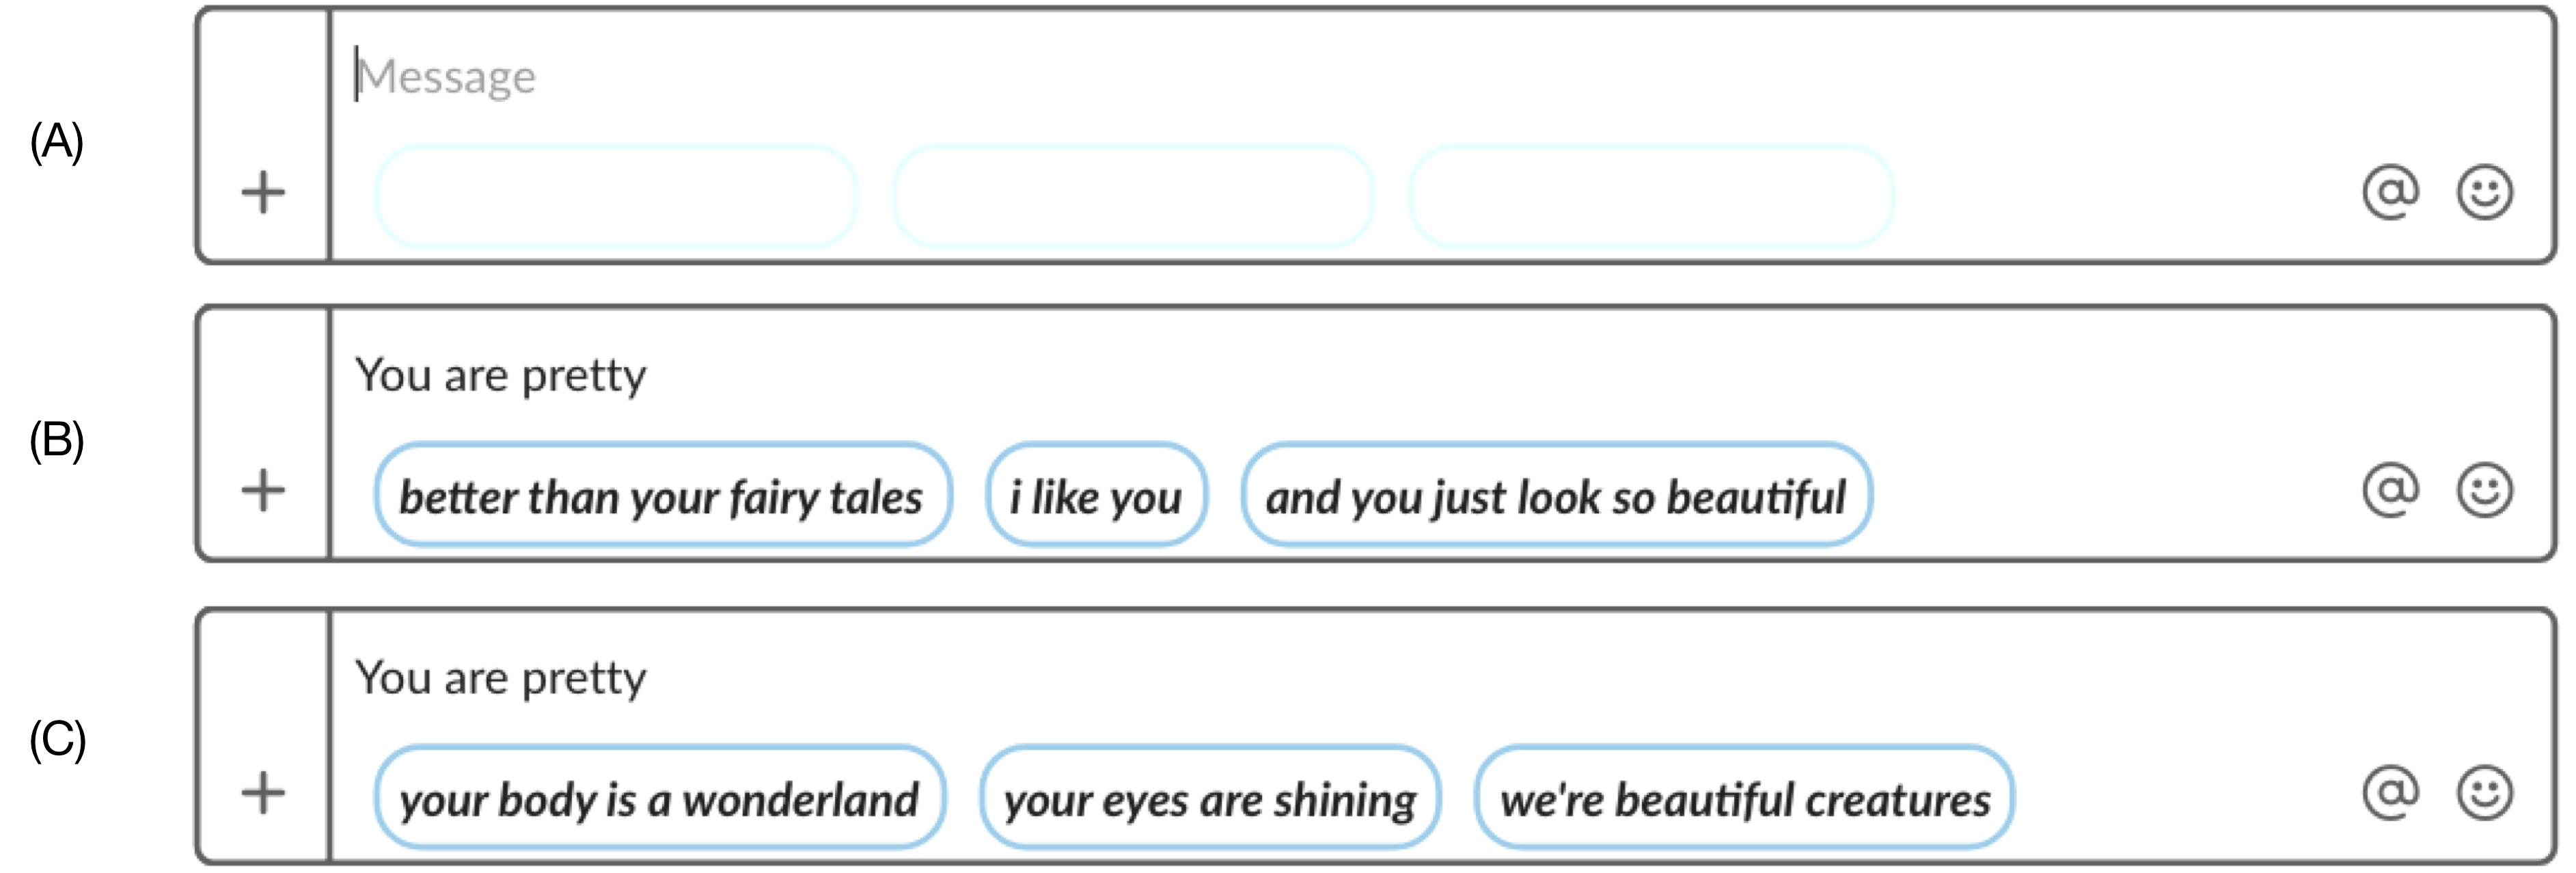 (A)
Message
+ @
(B)
You are pretty
better than your fairy tales i like you and you just look so beautiful
+ @
(C)
You are pretty
your body is a wonderland your eyes are shining we're beautiful creatures
+ @